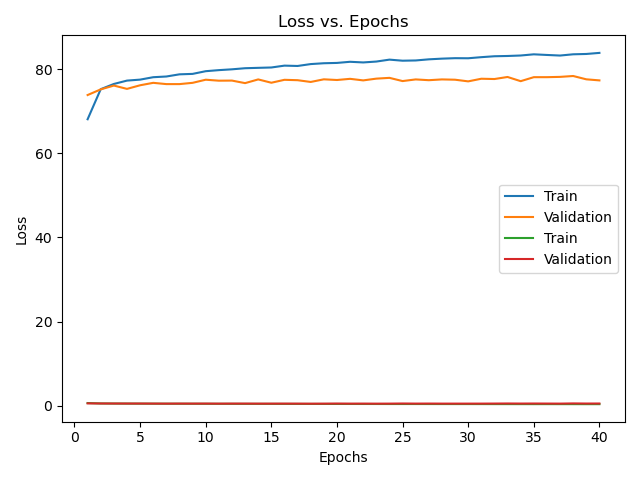 Loss vs. Epochs
Loss
80
60
40
20
0
Train
Validation
Train
Validation
0 5 10 15 20 25 30 35 40
Epochs